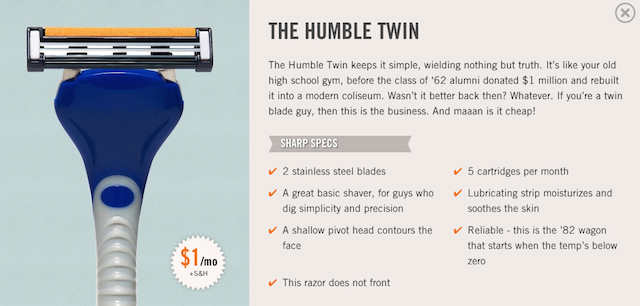 THE HUMBLE TWIN
The Humble Twin keeps it simple, wielding nothing but truth. It's like your old
high school gym, before the class of ‘62 alumni donated $1 million and rebuilt
it into a modern coliseum. Wasn't it better back then? Whatever. If you're a twin
blade guy, then this is the business. And maaan is it cheap!
SHARP SPECS
✔ 2 stainless steel blades
✔ A great basic shaver, for guys who
dig simplicity and precision
✔ A shallow pivot head contours the
face
✔ This razor does not front
✔ 5 cartridges per month
✔ Lubricating strip moisturizes and
soothes the skin
✔ Reliable - this is the '82 wagon
that starts when the temp's below
zero
$1/mo
+S&H